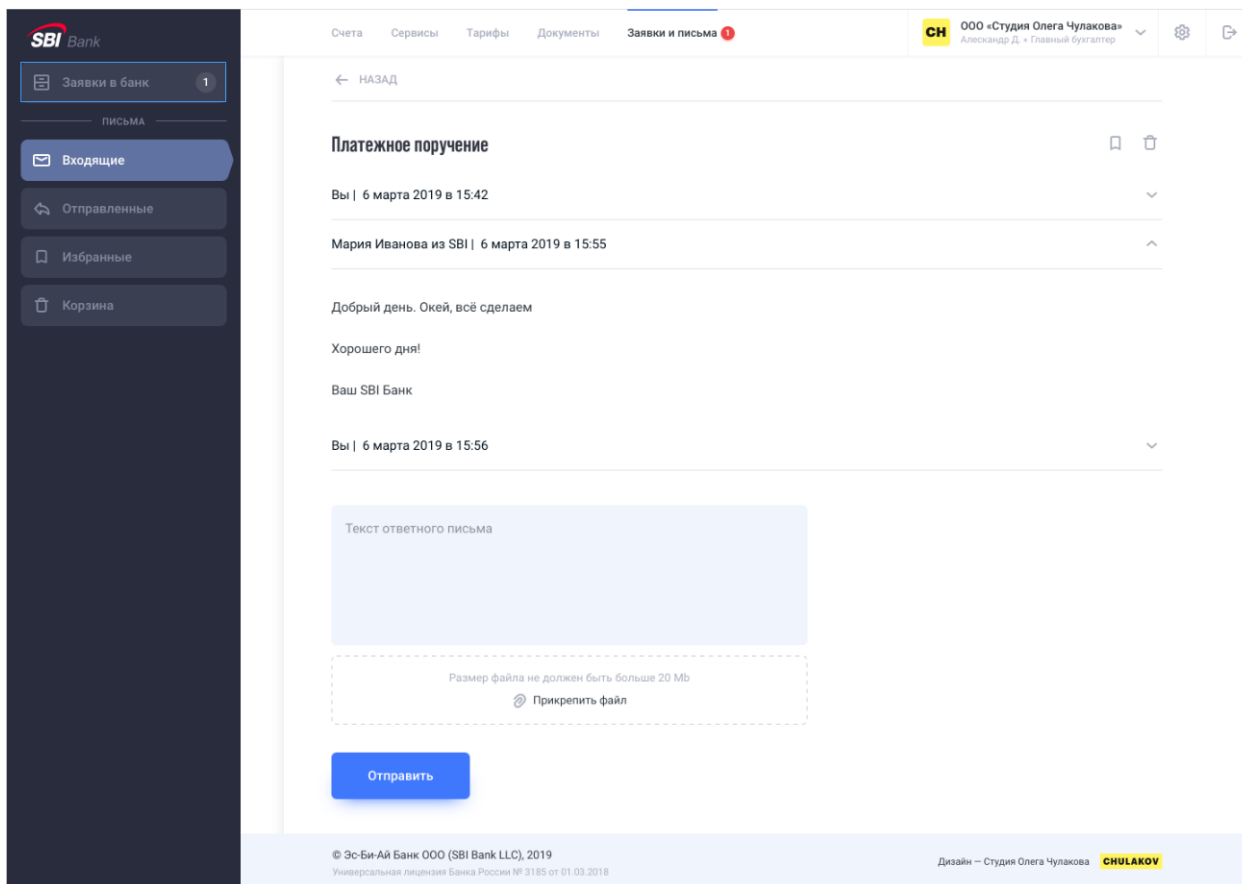 SBI Bank
Заявки в банк 1
ПИСЬМА
Входящие
Отправленные
Избранные
Корзина
Счета Сервисы Тарифы Документы Заявки и письма 1
CH ООО «Студия Олега Чулакова»
Алескандр Д. • Главный бухгалтер
НАЗАД
Платежное поручение
Вы | 6 марта 2019 в 15:42
Мария Иванова из SBI | 6 марта 2019 в 15:55
Добрый день. Окей, всё сделаем
Хорошего дня!
Ваш SBI Банк
Вы | 6 марта 2019 в 15:56
Текст ответного письма
Размер файла не должен быть больше 20 Mb
Прикрепить файл
Отправить
© Эс-Би-Ай Банк ООО (SBI Bank LLC), 2019
Универсальная лицензия Банка России № 3185 от 01.03.2018
Дизайн — Студия Олега Чулакова CHULAKOV